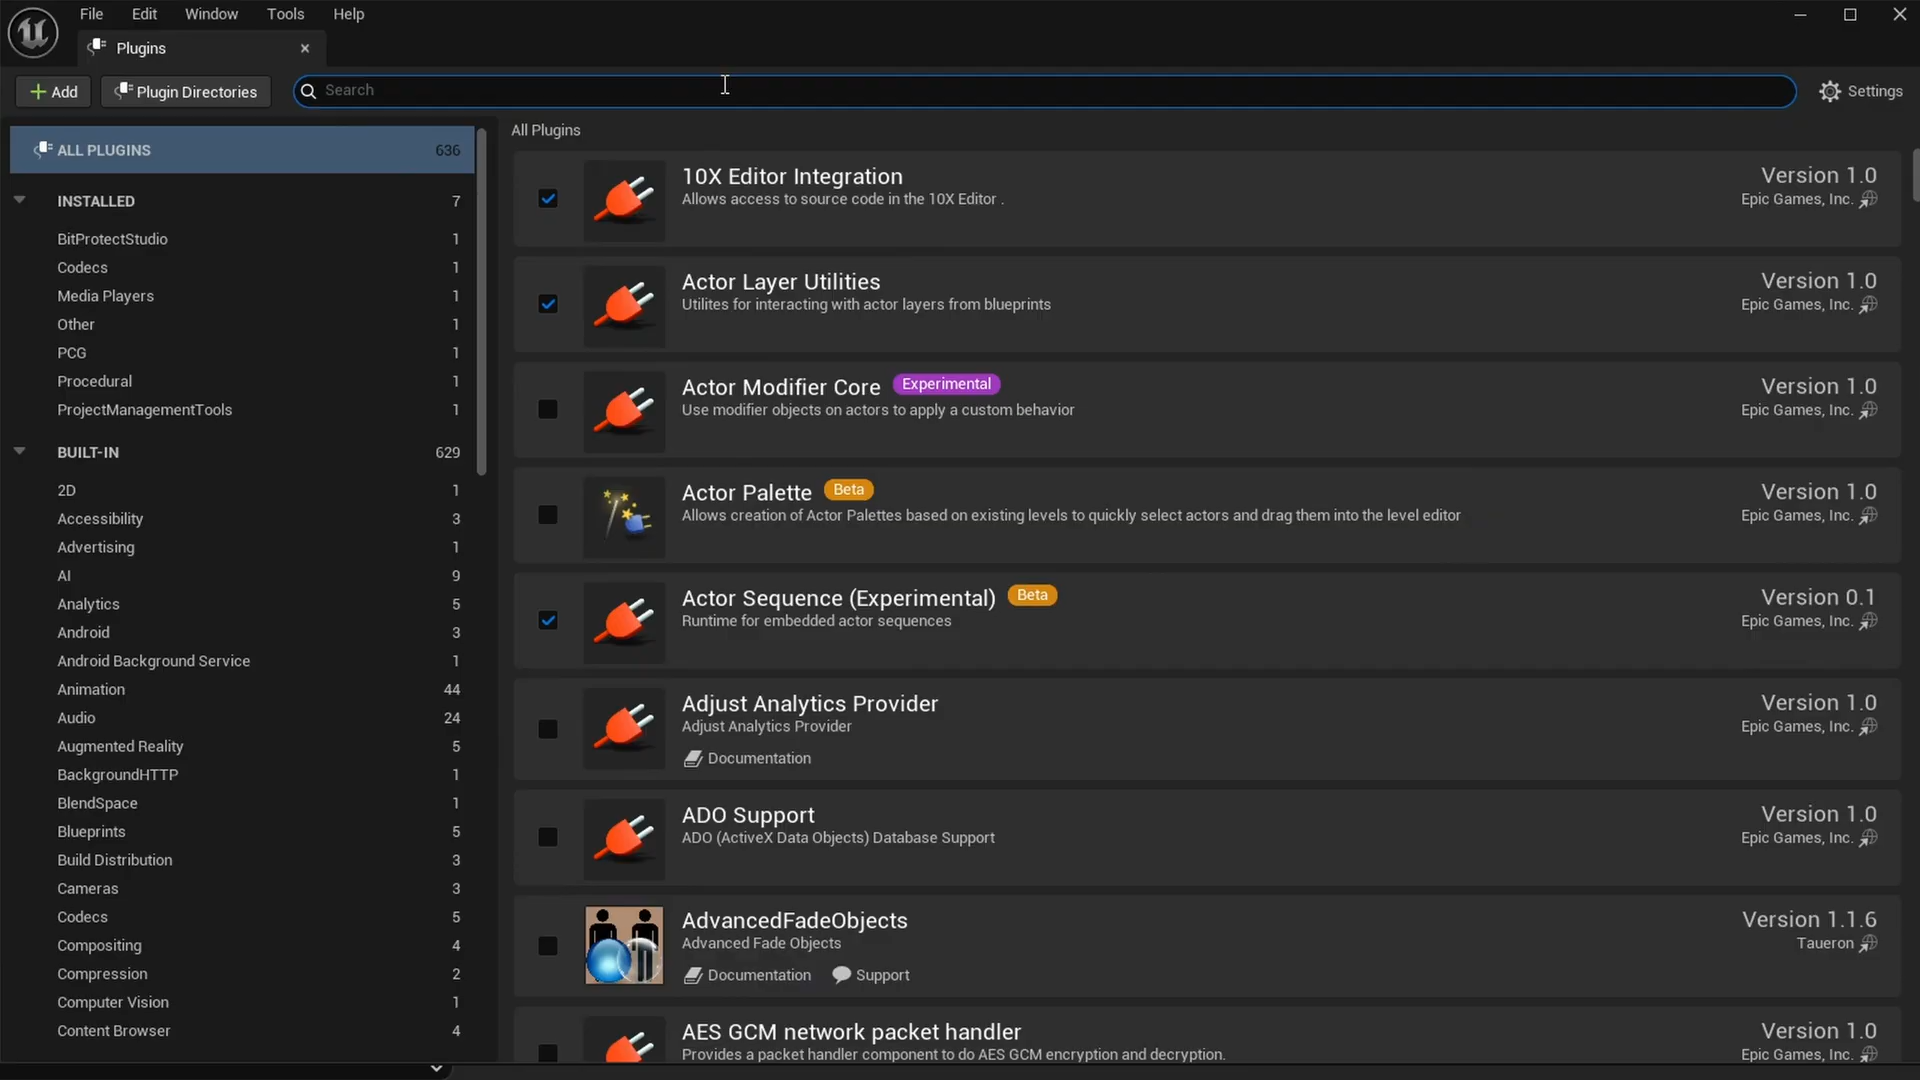 File Edit Window Tools Help
Plugins
Add Plugin Directories Search Settings
ALL PLUGINS 636
INSTALLED 7
BitProtectStudio 1
Codecs 1
Media Players 1
Other 1
PCG 1
Procedural 1
ProjectManagementTools 1
BUILT-IN 629
2D 1
Accessibility 3
Advertising 1
AI 9
Analytics 5
Android 3
Android Background Service 1
Animation 44
Audio 24
Augmented Reality 5
BackgroundHTTP 1
BlendSpace 1
Blueprints 5
Build Distribution 3
Cameras 3
Codecs 5
Compositing 4
Compression 2
Computer Vision 1
Content Browser 4
All Plugins
10X Editor Integration Version 1.0
Allows access to source code in the 10X Editor . Epic Games, Inc.
Actor Layer Utilities Version 1.0
Utilites for interacting with actor layers from blueprints Epic Games, Inc.
Actor Modifier Core Experimental Version 1.0
Use modifier objects on actors to apply a custom behavior Epic Games, Inc.
Actor Palette Beta Version 1.0
Allows creation of Actor Palettes based on existing levels to quickly select actors and drag them into the level editor Epic Games, Inc.
Actor Sequence (Experimental) Beta Version 0.1
Runtime for embedded actor sequences Epic Games, Inc.
Adjust Analytics Provider Version 1.0
Adjust Analytics Provider Epic Games, Inc.
Documentation
ADO Support Version 1.0
ADO (ActiveX Data Objects) Database Support Epic Games, Inc.
AdvancedFadeObjects Version 1.1.6
Advanced Fade Objects Taueron
Documentation Support
AES GCM network packet handler Version 1.0
Provides a packet handler component to do AES GCM encryption and decryption. Epic Games, Inc.